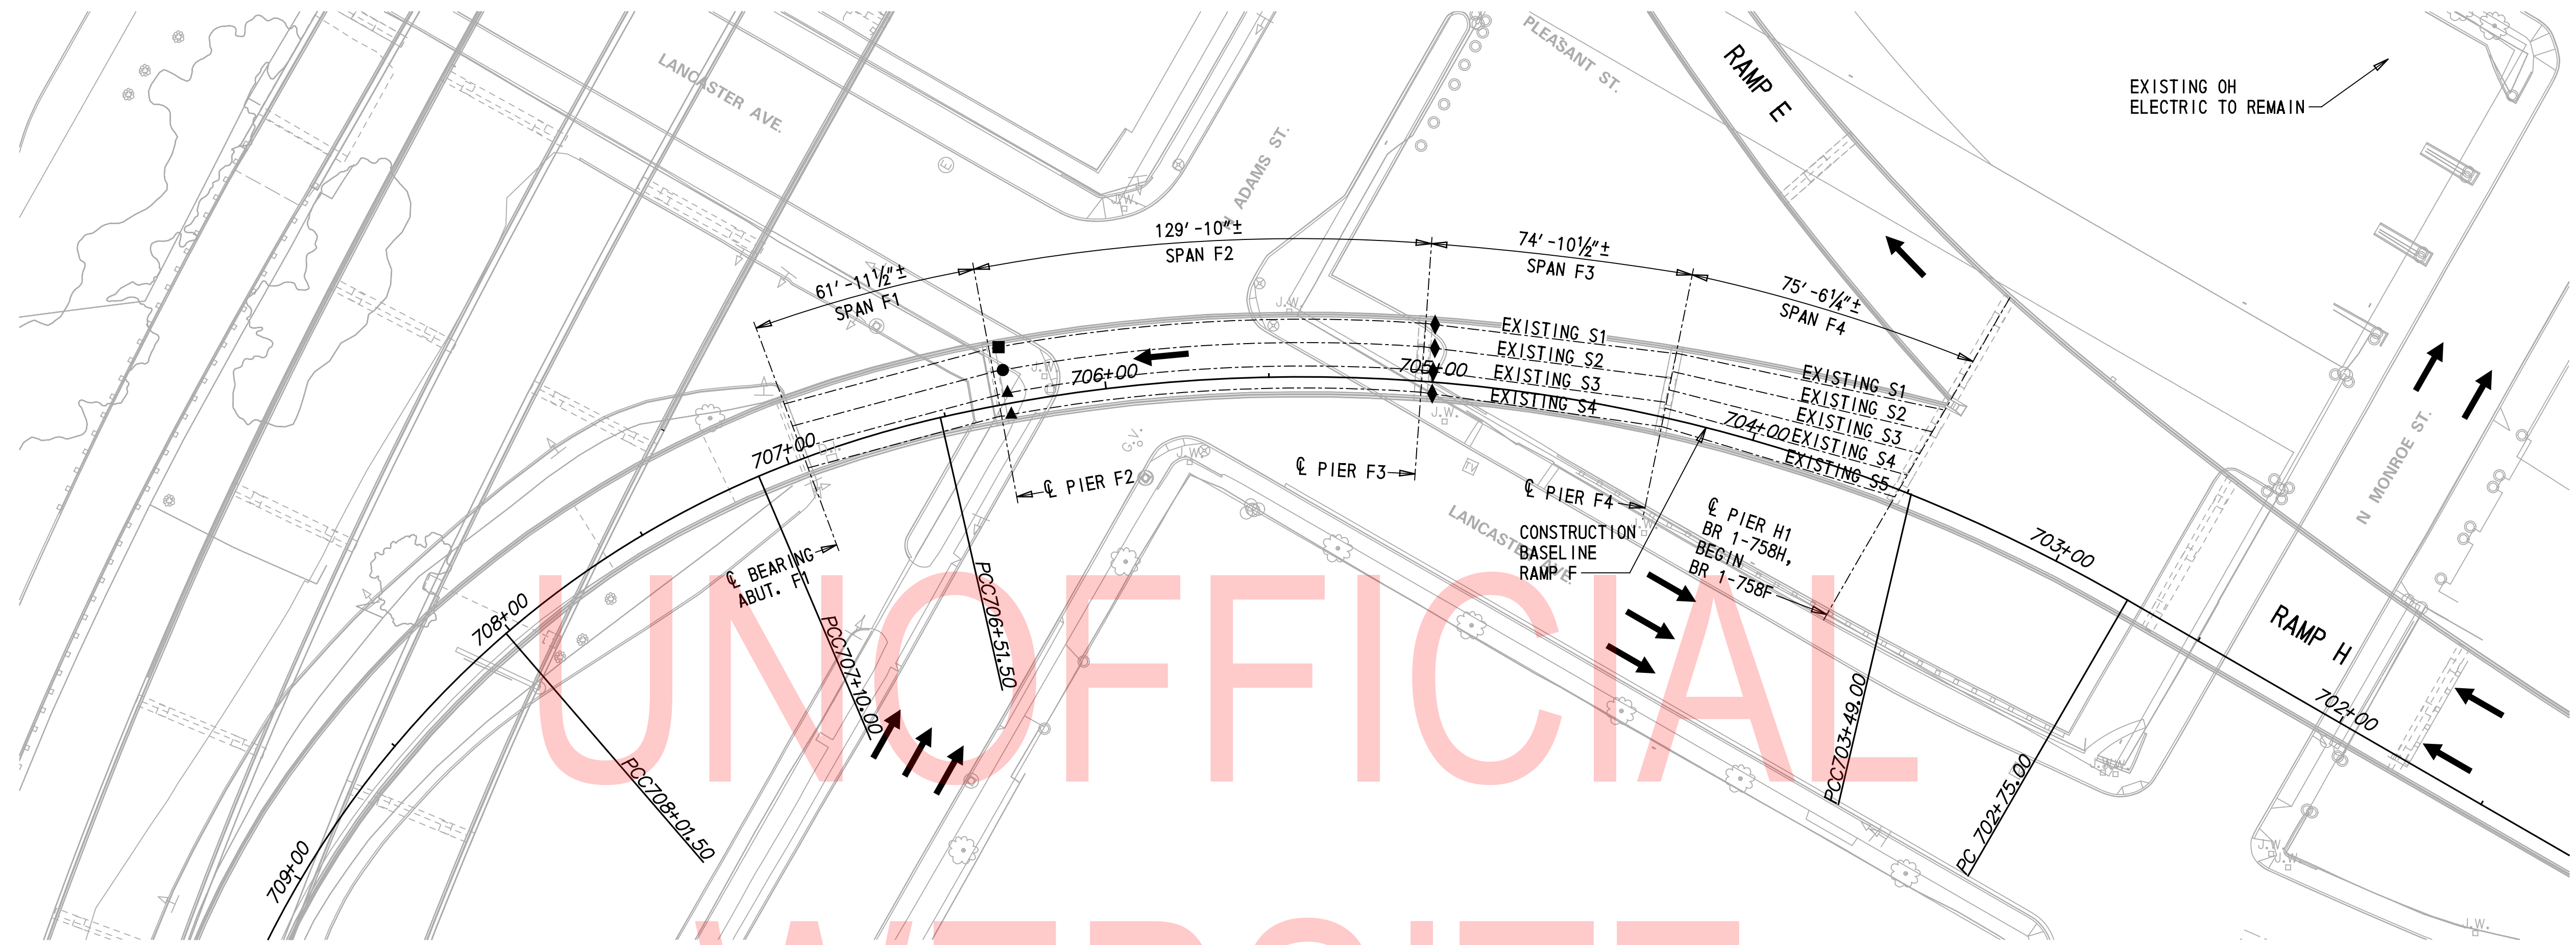 LANCASTER AVE.
PLEASANT ST.
RAMP E
EXISTING OH
ELECTRIC TO REMAIN
N ADAMS ST.
J.W.
E
129'-10"±
SPAN F2
74'-10½"±
SPAN F3
61'-11½"±
SPAN F1
75'-6¼"±
SPAN F4
J.W.
EXISTING S1
EXISTING S2
EXISTING S3
EXISTING S4
EXISTING S1
EXISTING S2
EXISTING S3
EXISTING S4
EXISTING S5
J.W.
706+00
705+00
704+00
707+00
J.W.
G.V.
J.W.
TV
N MONROE ST.
℄ PIER F2
℄ PIER F3
℄ PIER F4
J.W.
LANCASTER AVE.
CONSTRUCTION
BASELINE
RAMP F
℄ PIER H1
BR 1-758H,
BEGIN
BR 1-758F
703+00
℄ BEARING
ABUT. F1
PCC706+51.50
PCC707+10.00
708+00
RAMP H
702+00
PCC703+49.00
PCC708+01.50
PC 702+75.00
709+00
J.W.
J.W.
J.W.
J.W.
UNOFFICIAL
WEBSITE